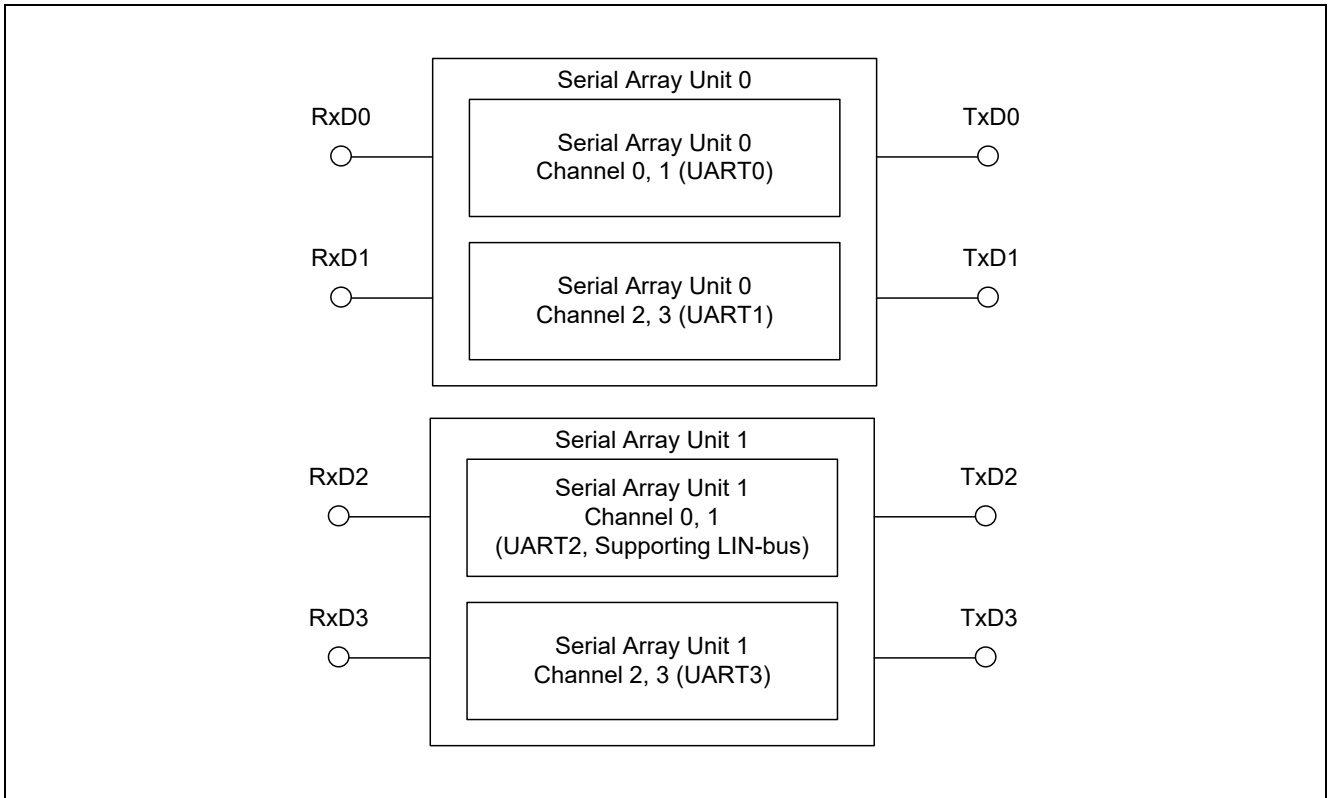 Serial Array Unit 0
RxD0
TxD0
Serial Array Unit 0
Channel 0, 1 (UART0)
RxD1
TxD1
Serial Array Unit 0
Channel 2, 3 (UART1)
Serial Array Unit 1
RxD2
TxD2
Serial Array Unit 1
Channel 0, 1
(UART2, Supporting LIN-bus)
RxD3
TxD3
Serial Array Unit 1
Channel 2, 3 (UART3)